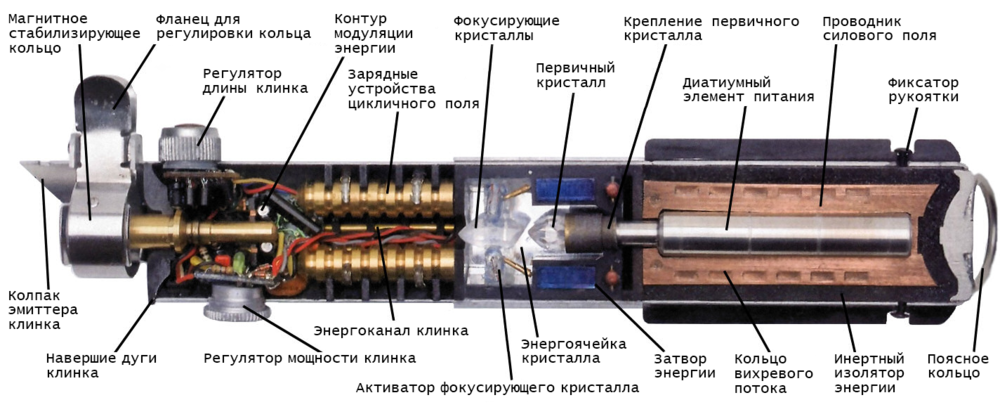 Магнитное
стабилизирующее
кольцо
Фланец для
регулировки кольца
Регулятор
длины клинка
Контур
модуляции
энергии
Зарядные
устройства
цикличного поля
Фокусирующие
кристаллы
Первичный
кристалл
Крепление первичного
кристалла
Диатиумный
элемент питания
Проводник
силового поля
Фиксатор
рукоятки
Колпак
эмиттера
клинка
Навершие дуги
клинка
Регулятор мощности клинка
Энергоканал клинка
Активатор фокусирующего кристалла
Энергоячейка
кристалла
Затвор
энергии
Кольцо
вихревого
потока
Инертный
изолятор
энергии
Поясное
кольцо